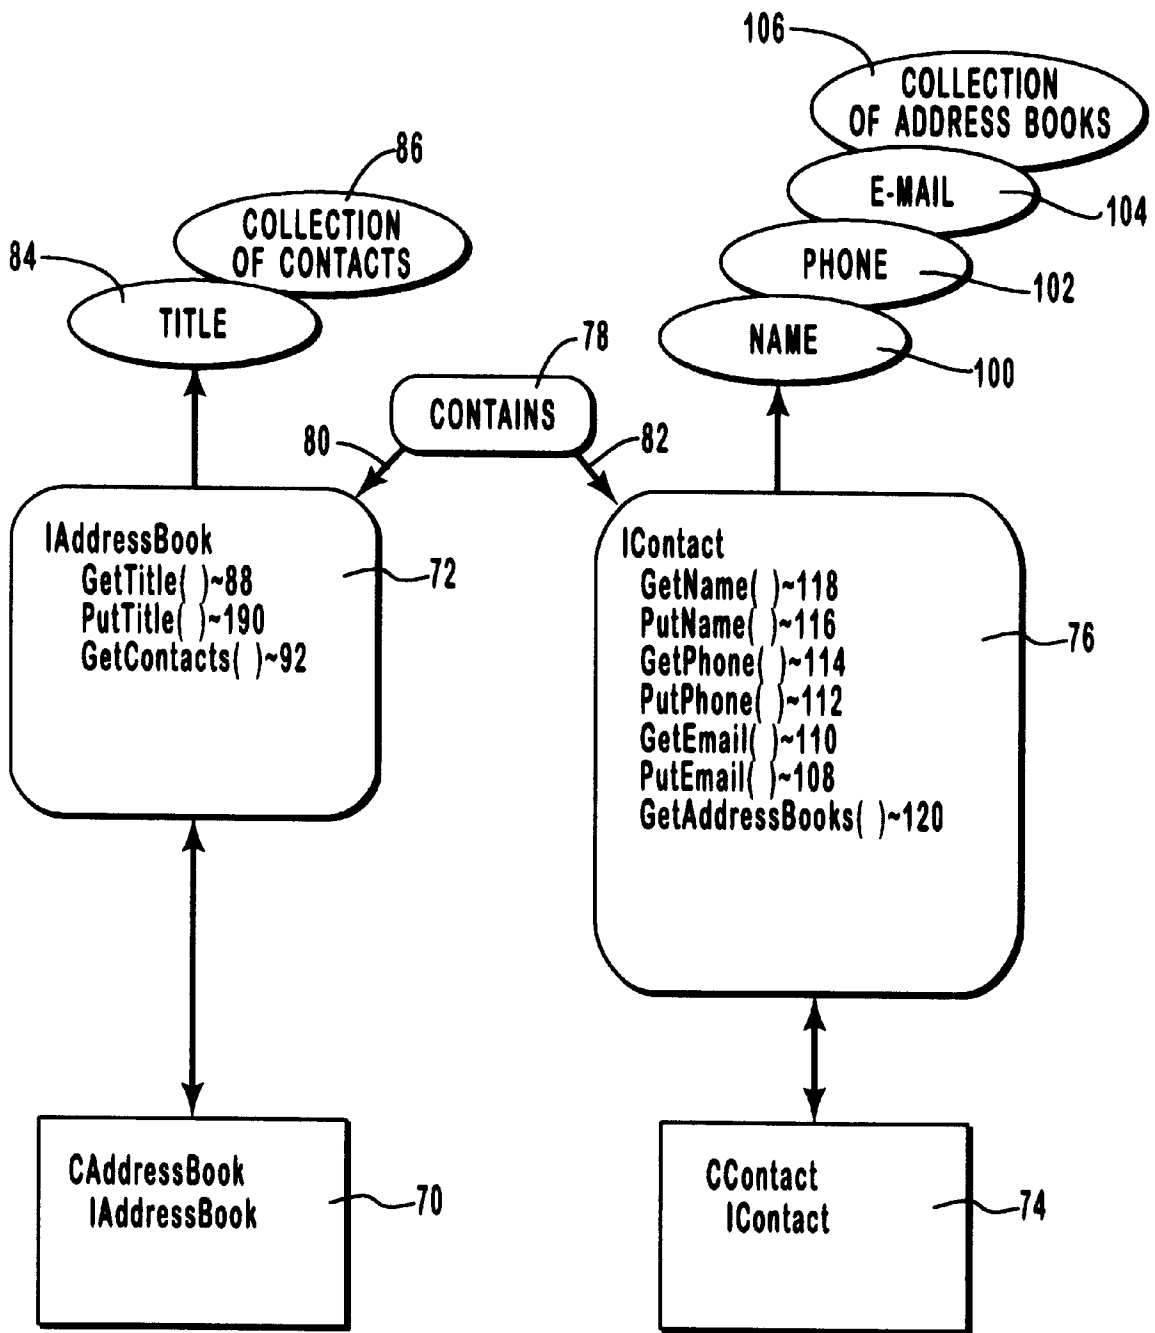 106
COLLECTION
OF ADDRESS BOOKS
86
E-MAIL
104
COLLECTION
OF CONTACTS
84
PHONE
102
TITLE
NAME
100
78
CONTAINS
80
82
IAddressBook
GetTitle( )~88
PutTitle( )~190
GetContacts( )~92
72
IContact
GetName( )~118
PutName( )~116
GetPhone( )~114
PutPhone( )~112
GetEmail( )~110
PutEmail( )~108
GetAddressBooks( )~120
76
CAddressBook
IAddressBook
70
CContact
IContact
74